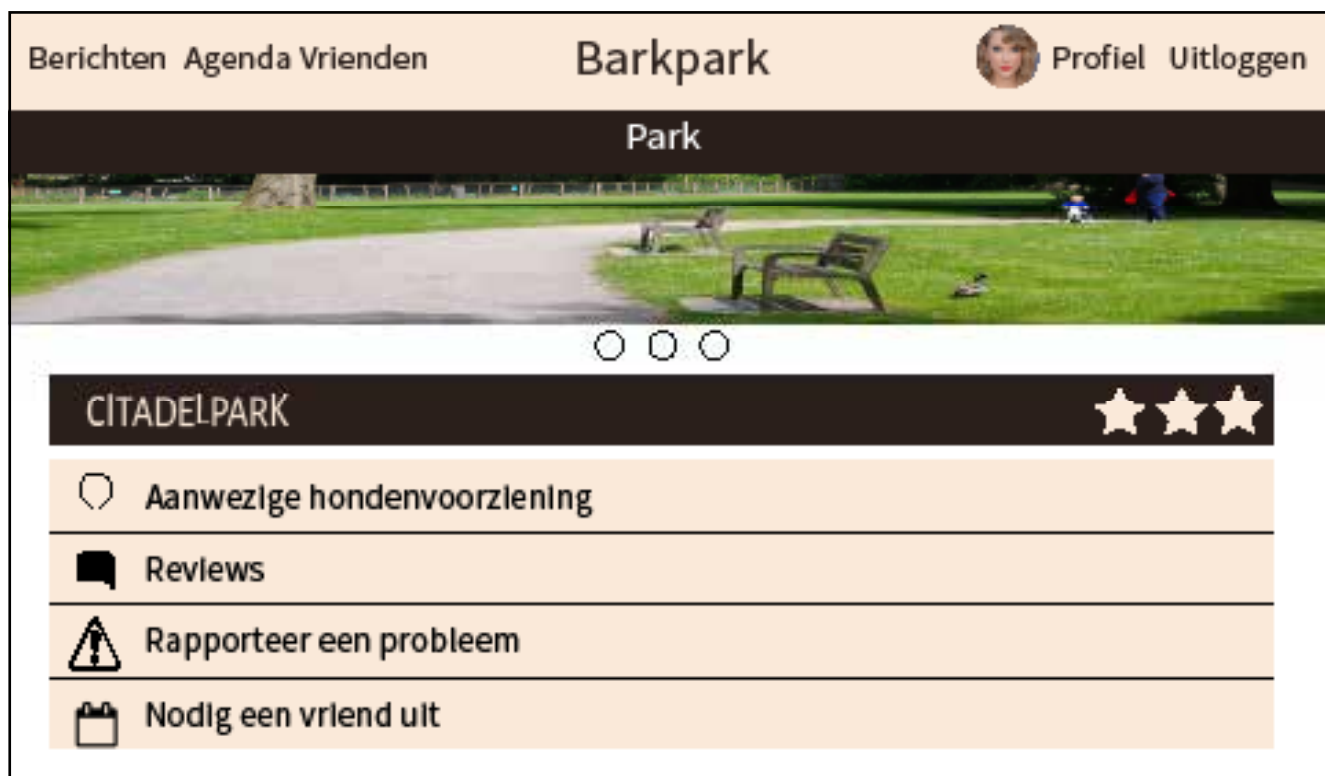 Berichten Agenda Vrienden Barkpark Profiel Uitloggen
Park
CITADELPARK
Aanwezige hondenvoorziening
Reviews
Rapporteer een probleem
Nodig een vriend uit